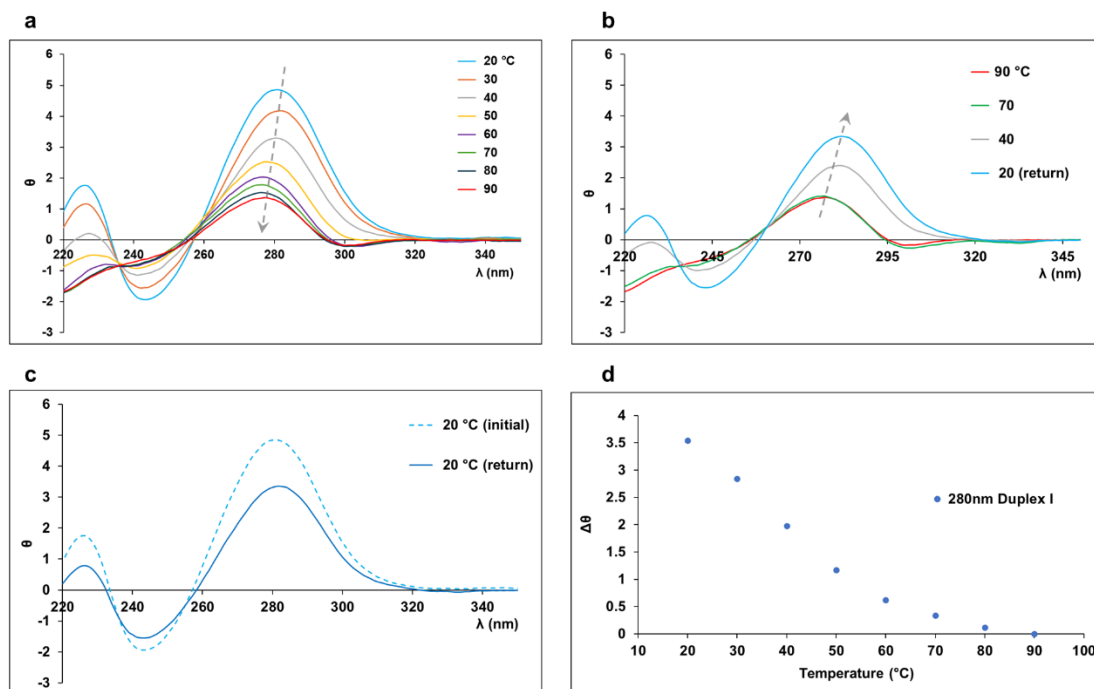 a
6
5
4
3
2
1
0
-1
-2
-3
θ
220 240 260 280 300 320 340
λ (nm)
20 °C
30
40
50
60
70
80
90
b
6
5
4
3
2
1
0
-1
-2
-3
θ
220 245 270 295 320 345
λ (nm)
90 °C
70
40
20 (return)
c
6
5
4
3
2
1
0
-1
-2
-3
θ
220 240 260 280 300 320 340
λ (nm)
20 °C (initial)
20 °C (return)
d
4
3.5
3
2.5
2
1.5
1
0.5
0
Δθ
10 20 30 40 50 60 70 80 90 100
Temperature (°C)
280nm Duplex I